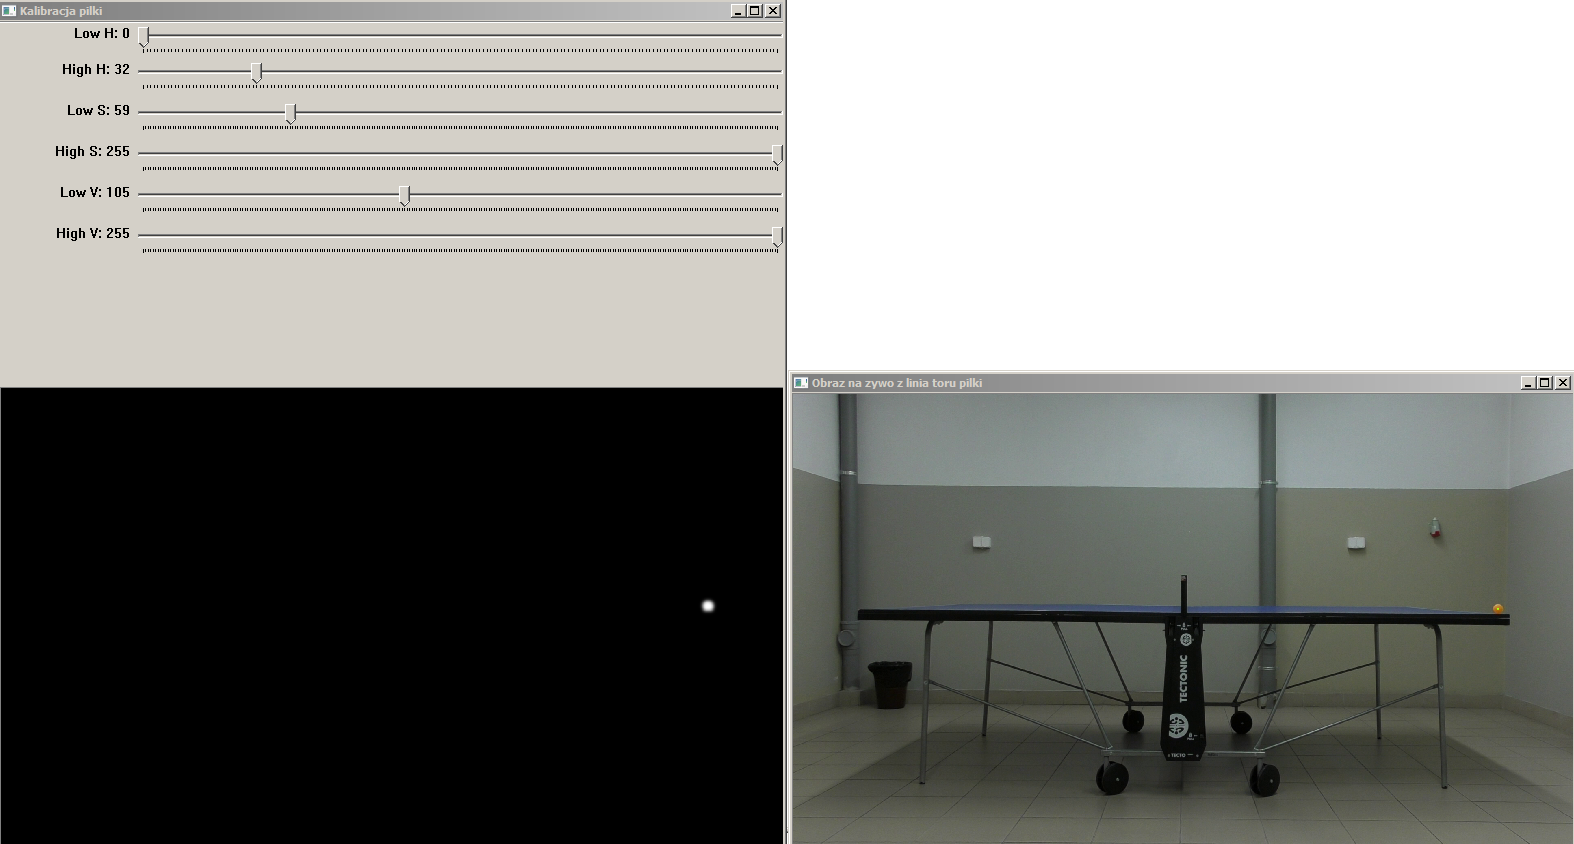 Kalibracja pilki
Low H: 0
High H: 32
Low S: 59
High S: 255
Low V: 105
High V: 255
Obraz na zywo z linia toru pilki
TECTONIC
TECTO